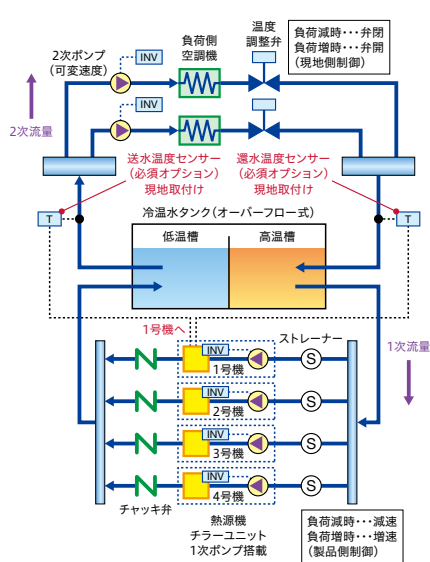 2次ポンプ
(可変速度)
INV
負荷側
空調機
温度
調整弁
負荷減時･･･弁閉
負荷増時･･･弁開
(現地側制御)
INV
2次流量
送水温度センサー
(必須オプション)
現地取付け
還水温度センサー
(必須オプション)
現地取付け
T
T
冷温水タンク(オーバーフロー式)
低温槽
高温槽
1号機へ
ストレーナー
1次流量
INV
1号機
S
INV
2号機
S
INV
3号機
S
INV
4号機
S
チャッキ弁
熱源機
チラーユニット
1次ポンプ搭載
負荷減時･･･減速
負荷増時･･･増速
(製品側制御)